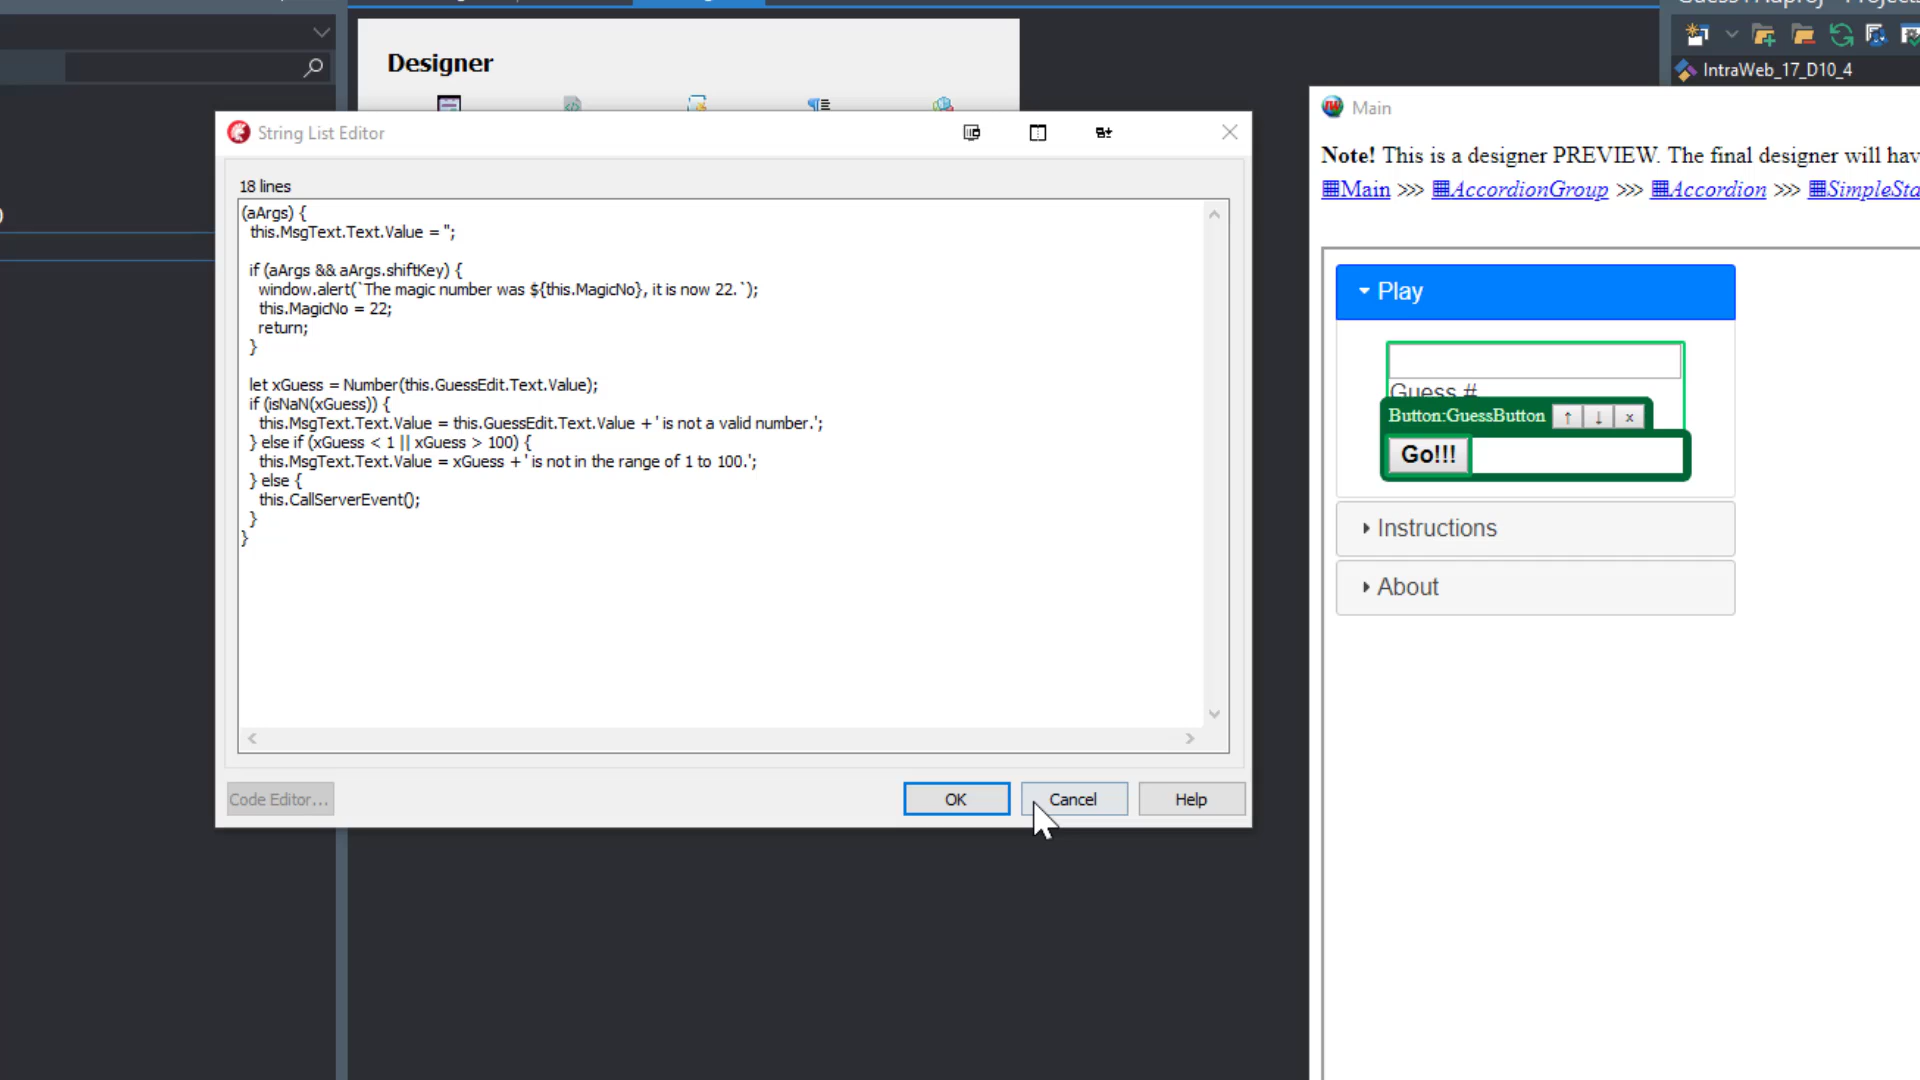 Designer
IntraWeb_17_D10_4
String List Editor
18 lines
(aArgs) {
this.MsgText.Text.Value = '';
if (aArgs && aArgs.shiftKey) {
window.alert(`The magic number was ${this.MagicNo}, it is now 22.`);
this.MagicNo = 22;
return;
}
let xGuess = Number(this.GuessEdit.Text.Value);
if (isNaN(xGuess)) {
this.MsgText.Text.Value = this.GuessEdit.Text.Value + ' is not a valid number.';
} else if (xGuess < 1 || xGuess > 100) {
this.MsgText.Text.Value = xGuess + ' is not in the range of 1 to 100.';
} else {
this.CallServerEvent();
}
}
Code Editor...
OK
Cancel
Help
Main
Note! This is a designer PREVIEW. The final designer will hav
Main >>> AccordionGroup >>> Accordion >>> SimpleSta
Play
Guess #
Button:GuessButton ↑ ↓ ×
Go!!!
Instructions
About